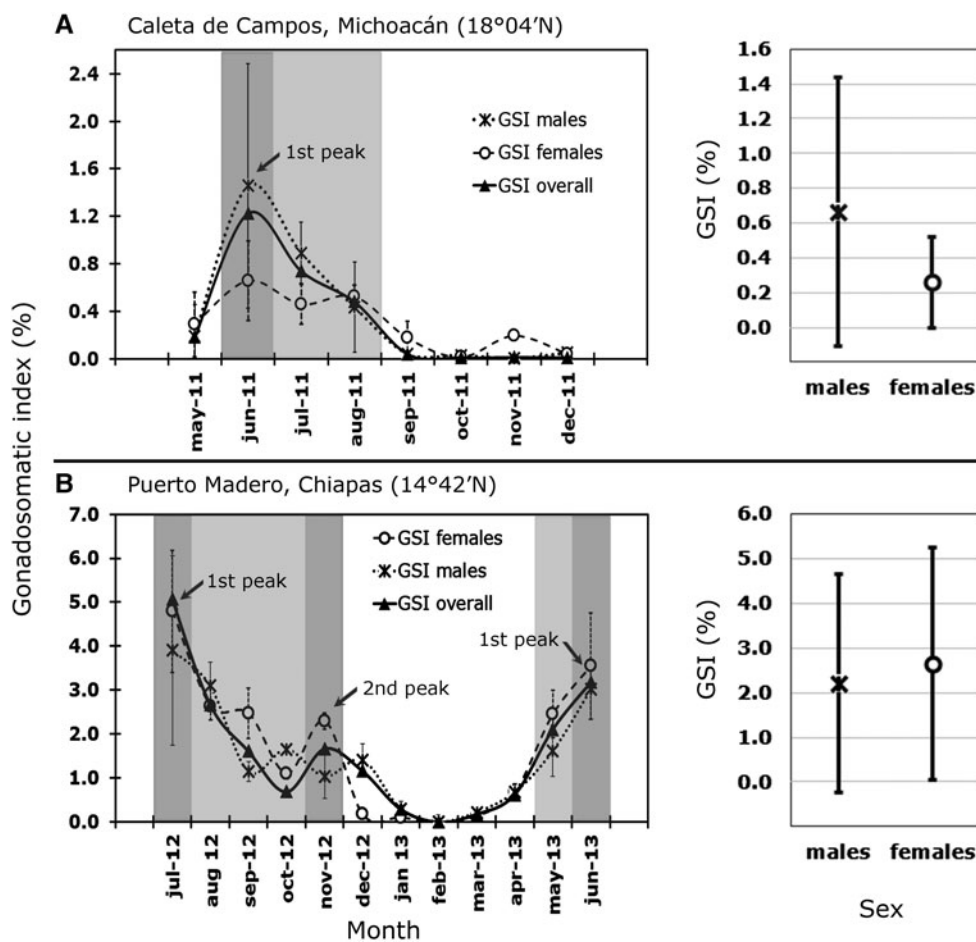 A Caleta de Campos, Michoacán (18°04′N)
Gonadosomatic index (%)
2.4
2.0
1.6
1.2
0.8
0.4
0.0
1st peak
GSI males
GSI females
GSI overall
may-11
jun-11
jul-11
aug-11
sep-11
oct-11
nov-11
dec-11
GSI (%)
1.6
1.4
1.2
1.0
0.8
0.6
0.4
0.2
0.0
males females
B Puerto Madero, Chiapas (14°42′N)
7.0
6.0
5.0
4.0
3.0
2.0
1.0
0.0
1st peak
GSI females
GSI males
GSI overall
2nd peak
1st peak
jul-12
aug 12
sep-12
oct-12
nov-12
dec-12
jan 13
feb-13
mar-13
apr-13
may-13
jun-13
Month
GSI (%)
6.0
5.0
4.0
3.0
2.0
1.0
0.0
males females
Sex